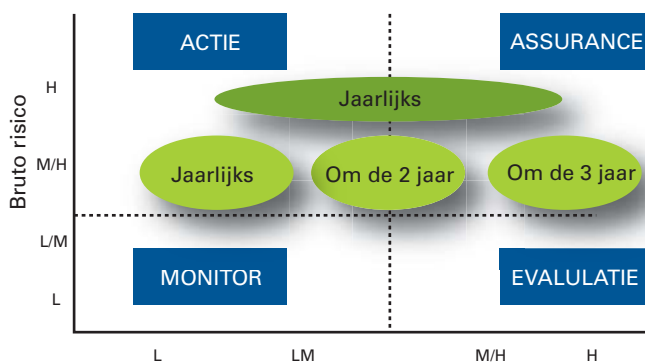 ACTIE
ASSURANCE
H
Jaarlijks
Bruto risico
M/H
Jaarlijks
Om de 2 jaar
Om de 3 jaar
L/M
MONITOR
EVALULATIE
L
L
LM
M/H
H